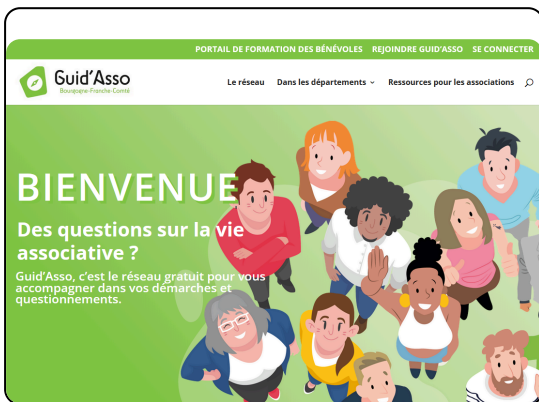 PORTAIL DE FORMATION DES BÉNÉVOLES REJOINDRE GUID'ASSO SE CONNECTER
Guid'Asso
Bourgogne-Franche-Comté
Le réseau Dans les départements Ressources pour les associations
BIENVENUE
Des questions sur la vie
associative ?
Guid'Asso, c'est le réseau gratuit pour vous
accompagner dans vos démarches et
questionnements.